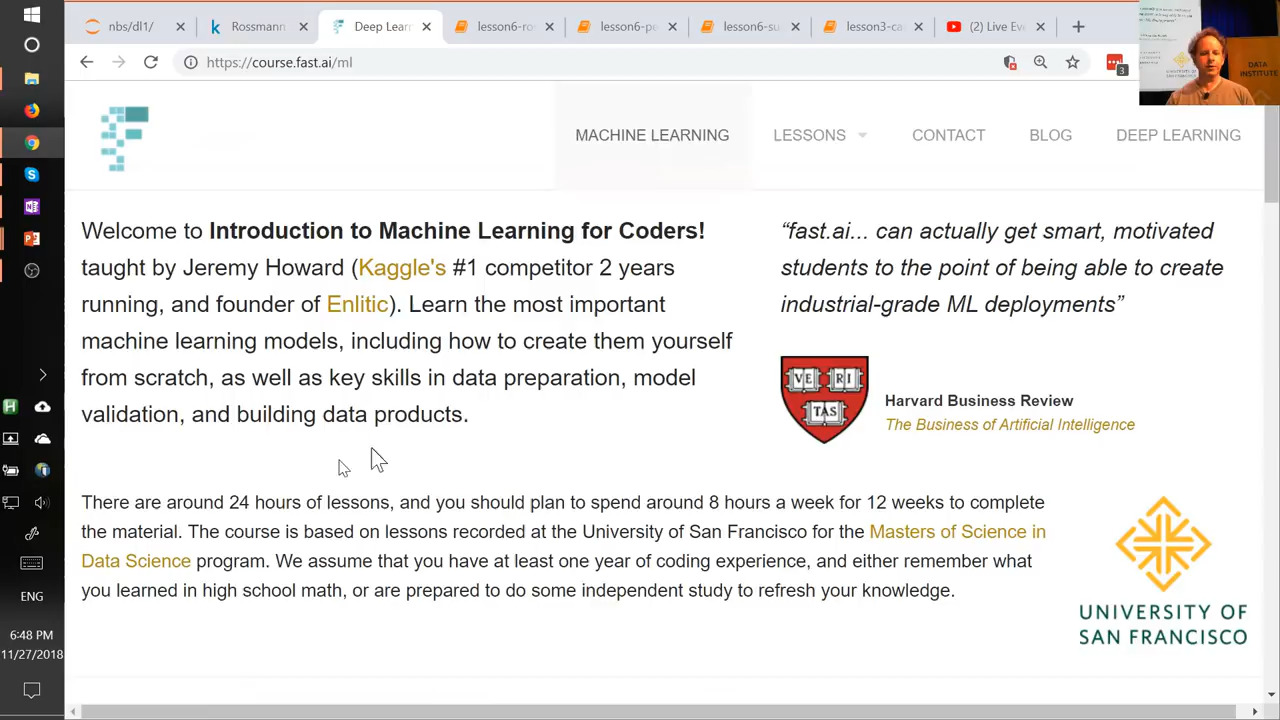 nbs/dl1/
Rossmann
Deep Lear
lesson6-ro
lesson6-pe
lesson6-su
lesson3-ca
(2) Live Eve
https://course.fast.ai/ml
3
DATA
INSTITUTE
MACHINE LEARNING
LESSONS
CONTACT
BLOG
DEEP LEARNING
Welcome to Introduction to Machine Learning for Coders!
taught by Jeremy Howard (Kaggle's #1 competitor 2 years
running, and founder of Enlitic). Learn the most important
machine learning models, including how to create them yourself
from scratch, as well as key skills in data preparation, model
validation, and building data products.
“fast.ai... can actually get smart, motivated
students to the point of being able to create
industrial-grade ML deployments”
VE RI
TAS
Harvard Business Review
The Business of Artificial Intelligence
There are around 24 hours of lessons, and you should plan to spend around 8 hours a week for 12 weeks to complete
the material. The course is based on lessons recorded at the University of San Francisco for the Masters of Science in
Data Science program. We assume that you have at least one year of coding experience, and either remember what
you learned in high school math, or are prepared to do some independent study to refresh your knowledge.
UNIVERSITY OF
SAN FRANCISCO
ENG
6:48 PM
11/27/2018